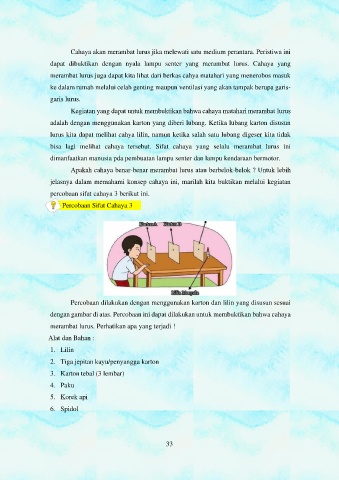 Cahaya akan merambat lurus jika melewati satu medium perantara. Peristiwa ini
dapat dibuktikan dengan nyala lampu senter yang merambat lurus. Cahaya yang
merambat lurus juga dapat kita lihat dari berkas cahya matahari yang menerobos masuk
ke dalam rumah melalui celah genting maupun ventilasi yang akan tampak berupa garis-
garis lurus.
Kegiatan yang dapat untuk membuktikan bahwa cahaya matahari merambat lurus
adalah dengan menggunakan karton yang diberi lubang. Ketika lubang karton disusun
lurus kita dapat melihat cahya lilin, namun ketika salah satu lubang digeser kita tidak
bisa lagi melihat cahaya tersebut. Sifat cahaya yang selalu merambat lurus ini
dimanfaatkan manusia pda pembuatan lampu senter dan lampu kendaraan bermotor.
Apakah cahaya benar-benar merambat lurus atau berbelok-belok ? Untuk lebih
jelasnya dalam memahami konsep cahaya ini, marilah kita buktikan melalui kegiatan
percobaan sifat cahaya 3 berikut ini.
Percobaan Sifat Cahaya 3
Karton A Karton B
Lilin Menyala
Percobaan dilakukan dengan menggunakan karton dan lilin yang disusun sesuai
dengan gambar di atas. Percobaan ini dapat dilakukan untuk membuktikan bahwa cahaya
merambat lurus. Perhatikan apa yang terjadi !
Alat dan Bahan :
1. Lilin
2. Tiga jepitan kayu/penyangga karton
3. Karton tebal (3 lembar)
4. Paku
5. Korek api
6. Spidol
33